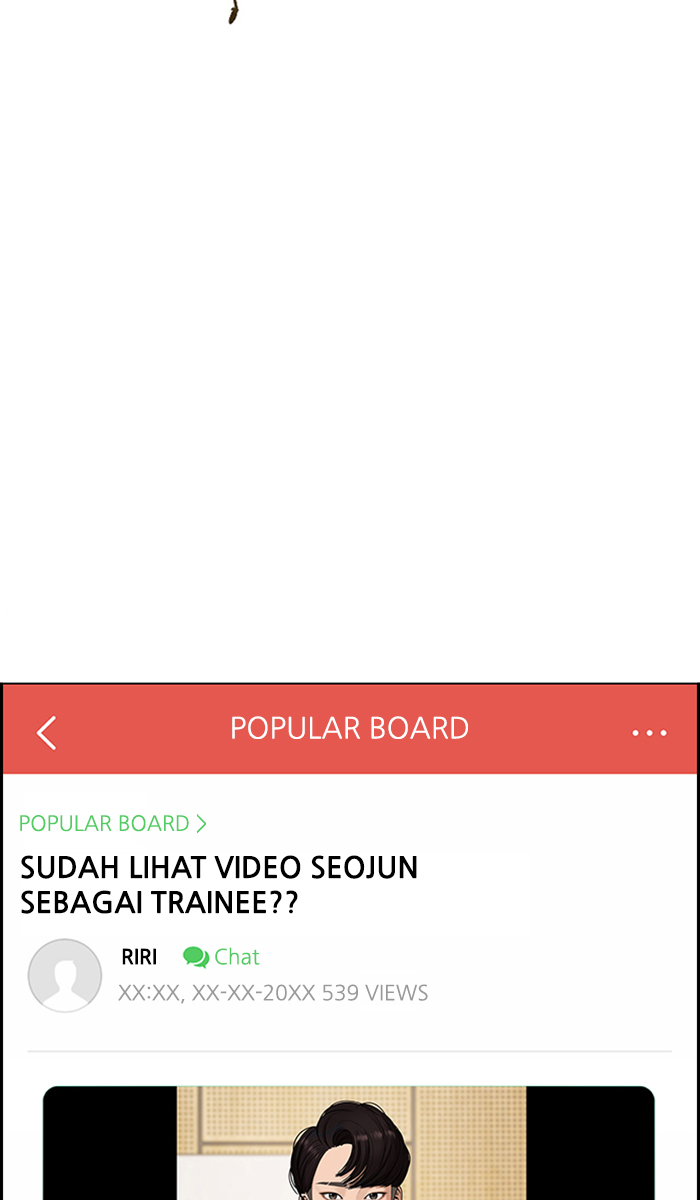 POPULAR BOARD
POPULAR BOARD >
SUDAH LIHAT VIDEO SEOJUN
SEBAGAI TRAINEE??
RIRI Chat
XX:XX, XX-XX-20XX 539 VIEWS